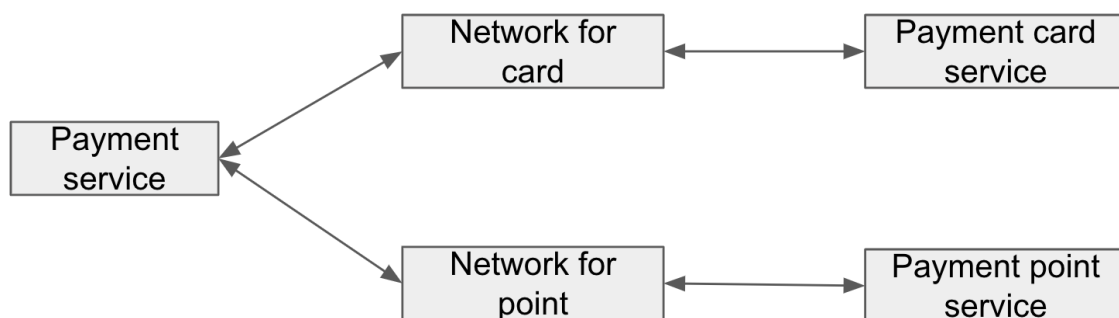 Network for
card
Payment card
service
Payment
service
Network for
point
Payment point
service